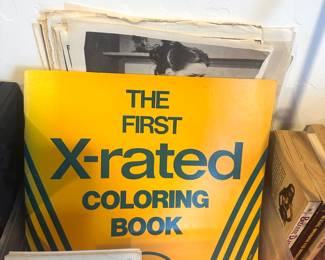 THE
FIRST
X-rated
COLORING
BOOK